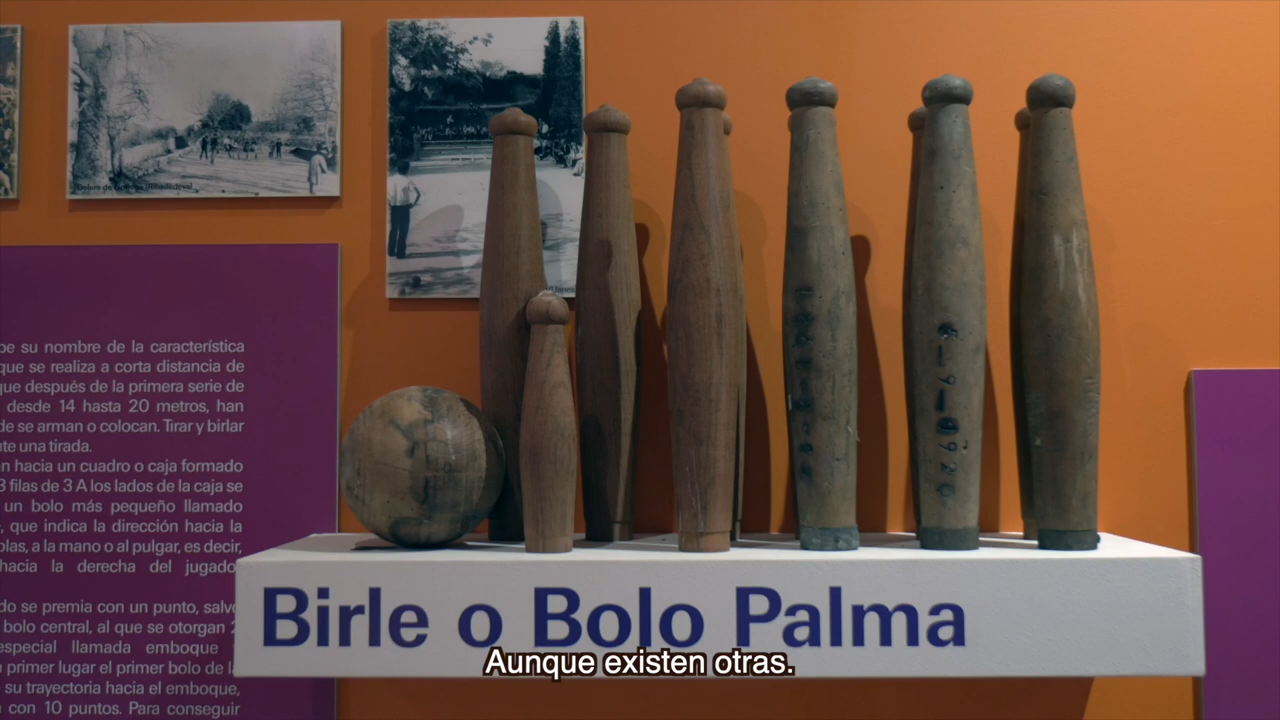 be su nombre de la característica
que se realiza a corta distancia de
que después de la primera serie de
desde 14 hasta 20 metros, han
de se arman o colocan. Tirar y birlar
te una tirada.
n hacia un cuadro o caja formado
3 filas de 3 A los lados de la caja se
un bolo más pequeño llamado
que indica la dirección hacia la
a la mano o al pulgar, es decir,
hacia la derecha del jugado
do se premia con un punto, salvo
bolo central, al que se otorgan 2
especial llamada emboque
primer lugar el primer bolo de l
su trayectoria hacia el emboque,
con 10 puntos. Para conseguir
Birle o Bolo Palma
Aunque existen otras.